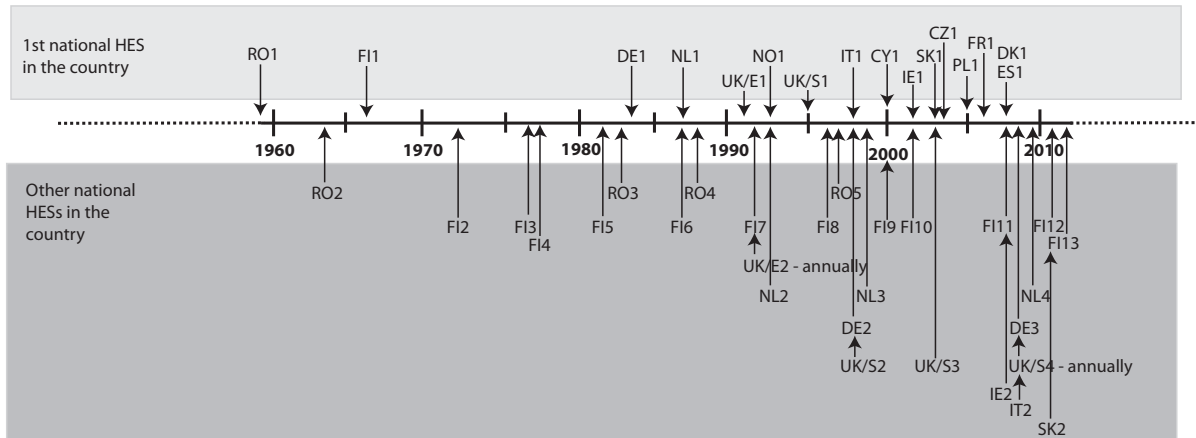 1st national HES
in the country
RO1
FI1
DE1
NL1
UK/E1
NO1
UK/S1
IT1
CY1
IE1
SK1
CZ1
PL1
FR1
DK1
ES1
1960
1970
1980
1990
2000
2010
Other national
HESs in the
country
RO2
FI2
FI3
FI4
FI5
RO3
FI6
RO4
FI7
UK/E2 - annually
NL2
FI8
RO5
DE2
UK/S2
NL3
FI9
FI10
UK/S3
FI11
IE2
DE3
UK/S4 - annually
IT2
NL4
FI12
FI13
SK2